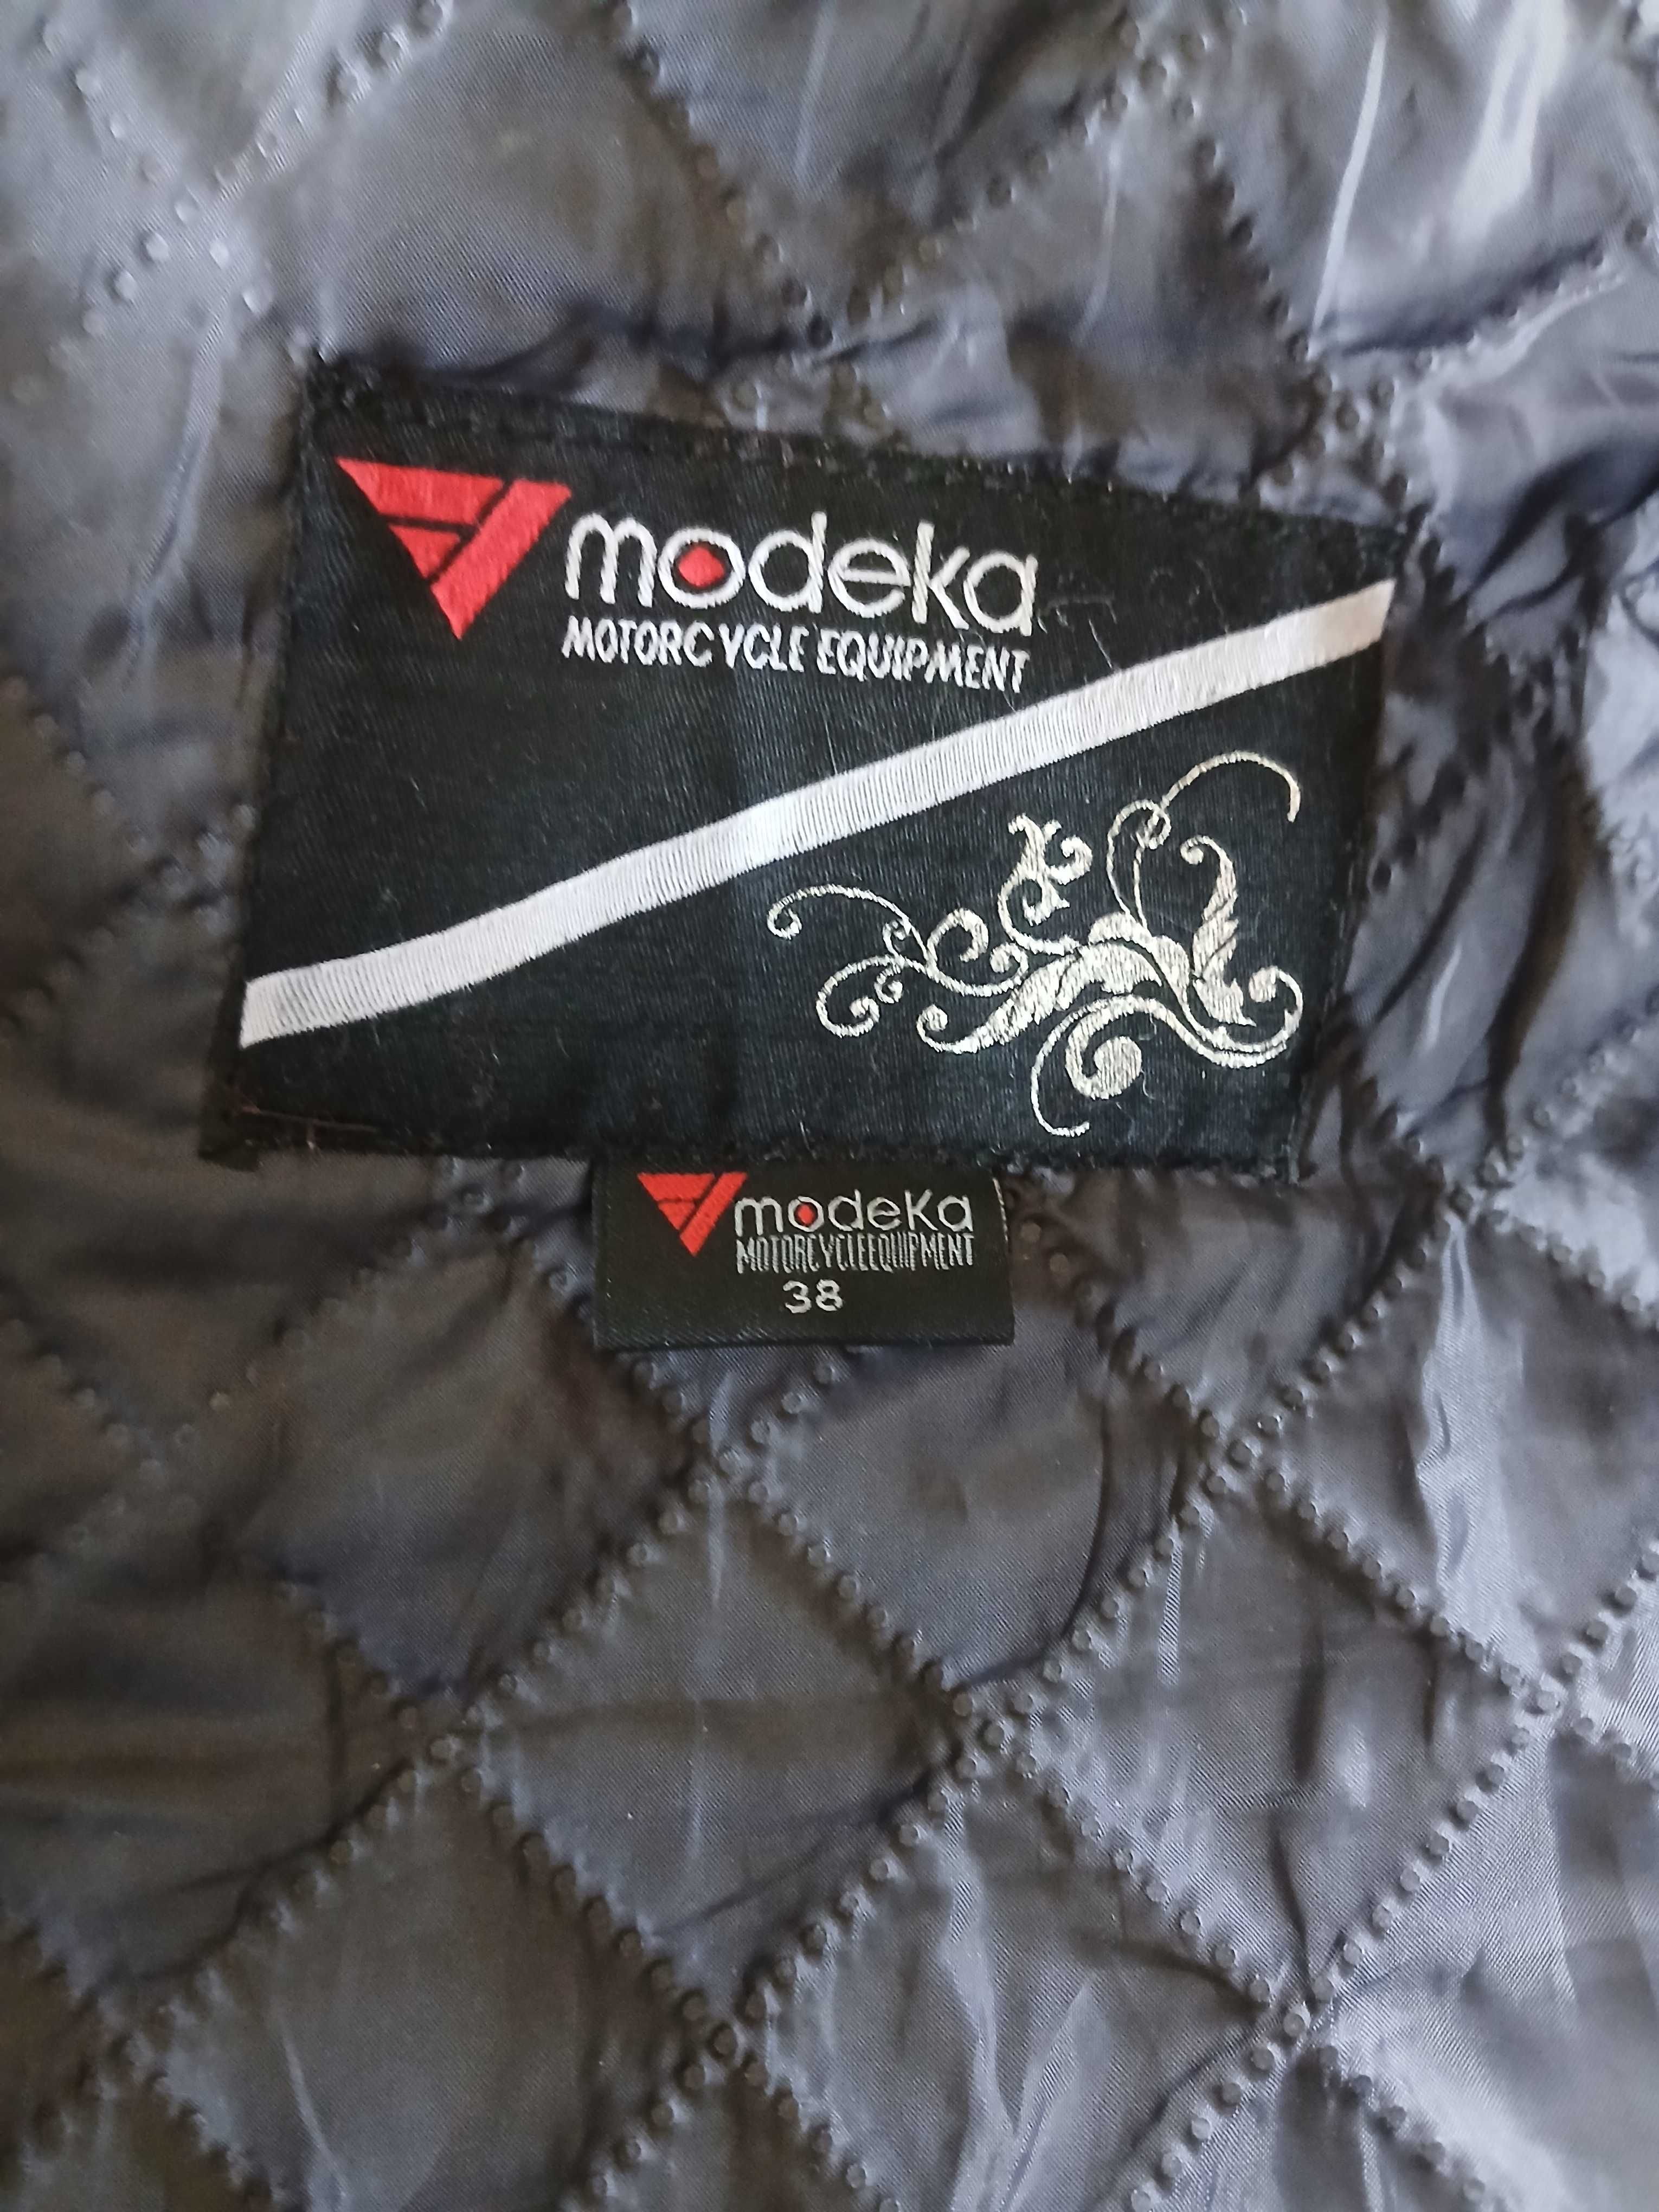 modeka
MOTORCYCLE EQUIPMENT
modeka
MOTORCYCLEEQUIPMENT
38